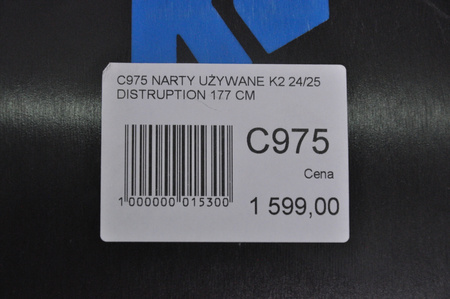 C975 NARTY UŻYWANE K2 24/25
DISTRUPTION 177 CM
C975
Cena
1 000000 015300
1 599,00